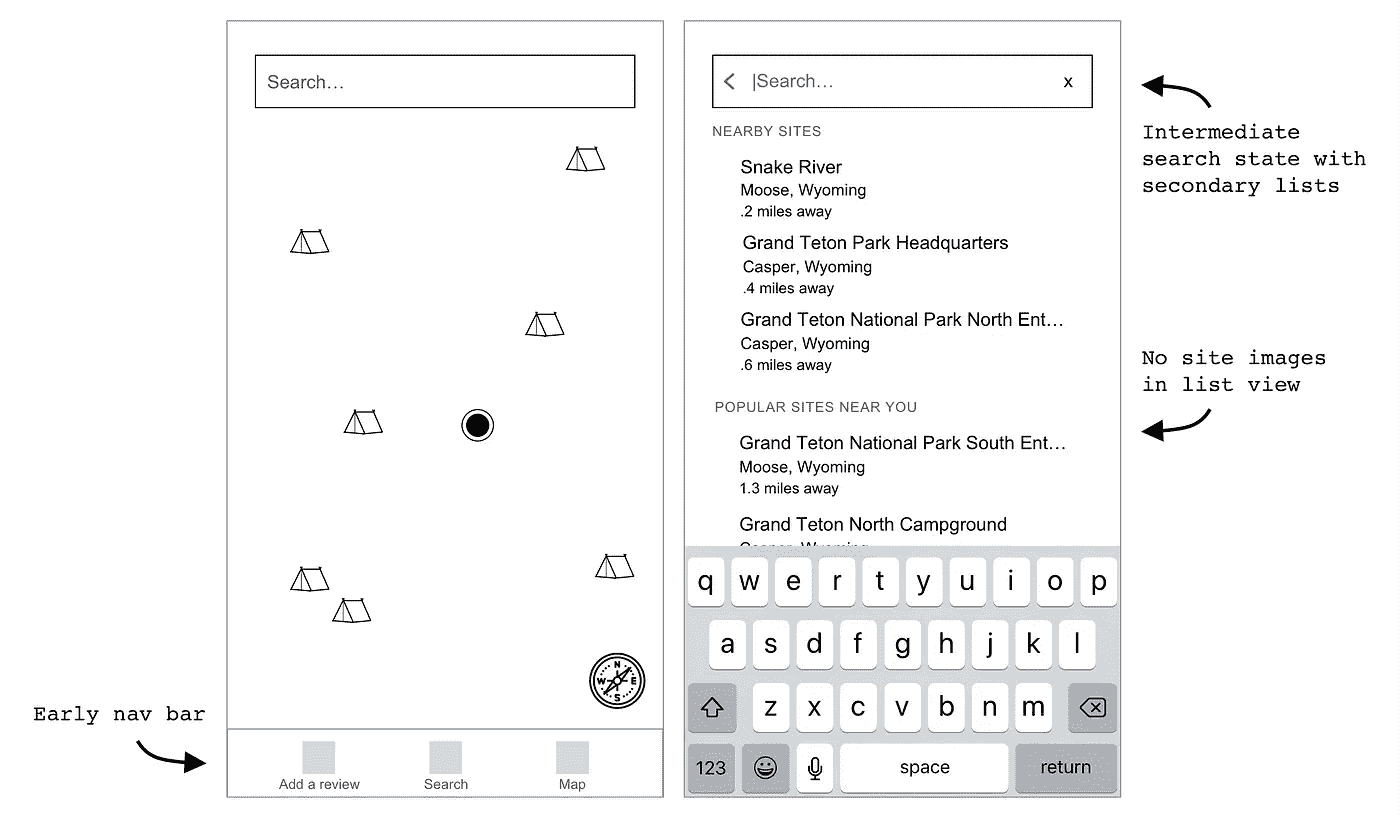 Search…
N
W E
S
Early nav bar
Add a review Search Map
|Search… x
NEARBY SITES
Snake River
Moose, Wyoming
.2 miles away
Grand Teton Park Headquarters
Casper, Wyoming
.4 miles away
Grand Teton National Park North Ent…
Casper, Wyoming
.6 miles away
POPULAR SITES NEAR YOU
Grand Teton National Park South Ent…
Moose, Wyoming
1.3 miles away
Grand Teton North Campground
q w e r t y u i o p
a s d f g h j k l
z x c v b n m
123 space return
Intermediate
search state with
secondary lists
No site images
in list view